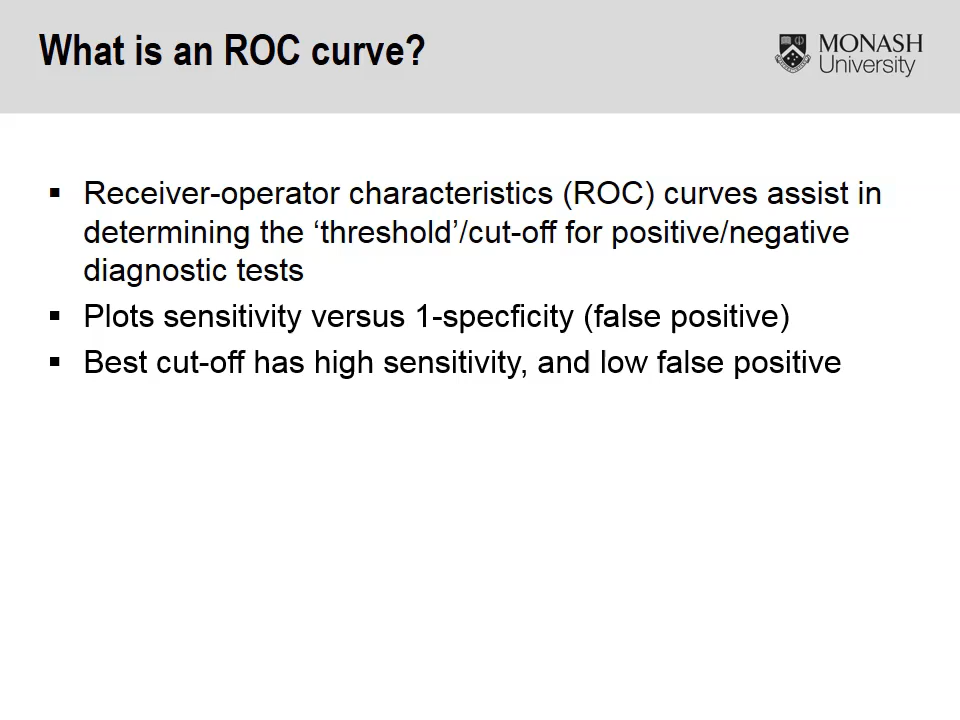 What is an ROC curve?
MONASH
University
▪ Receiver-operator characteristics (ROC) curves assist in
determining the ‘threshold’/cut-off for positive/negative
diagnostic tests
▪ Plots sensitivity versus 1-specficity (false positive)
▪ Best cut-off has high sensitivity, and low false positive